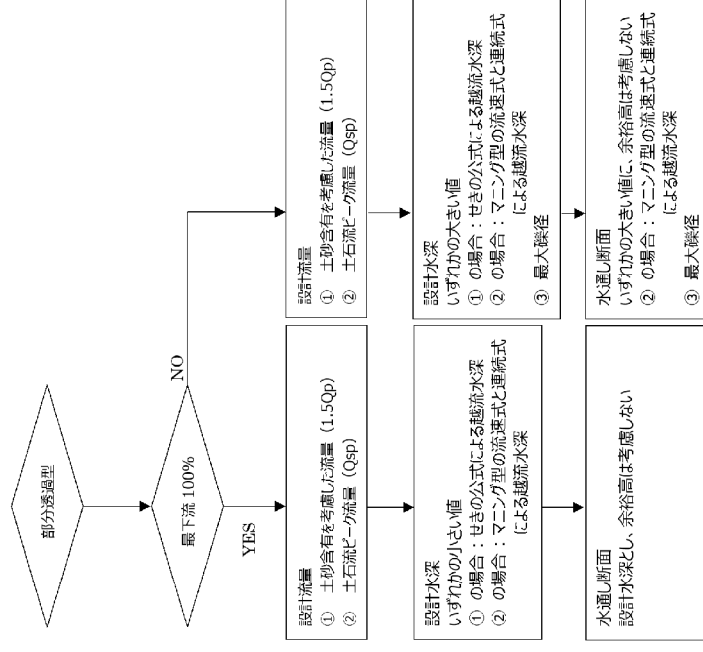 部分透過型
最下流 100%
YES
NO
設計流量
① 土砂含有を考慮した流量 (1.5Qp)
② 土石流ピーク流量 (Qsp)
設計水深
いずれかの小さい値
① の場合：せきの公式による越流水深
② の場合：マニング型の流速式と連続式
による越流水深
水通し断面
設計水深とし、余裕高は考慮しない
設計流量
① 土砂含有を考慮した流量 (1.5Qp)
② 土石流ピーク流量 (Qsp)
設計水深
いずれかの大きい値
① の場合：せきの公式による越流水深
② の場合：マニング型の流速式と連続式
による越流水深
③ 最大礫径
水通し断面
いずれかの大きい値に、余裕高は考慮しない
② の場合：マニング型の流速式と連続式
による越流水深
③ 最大礫径